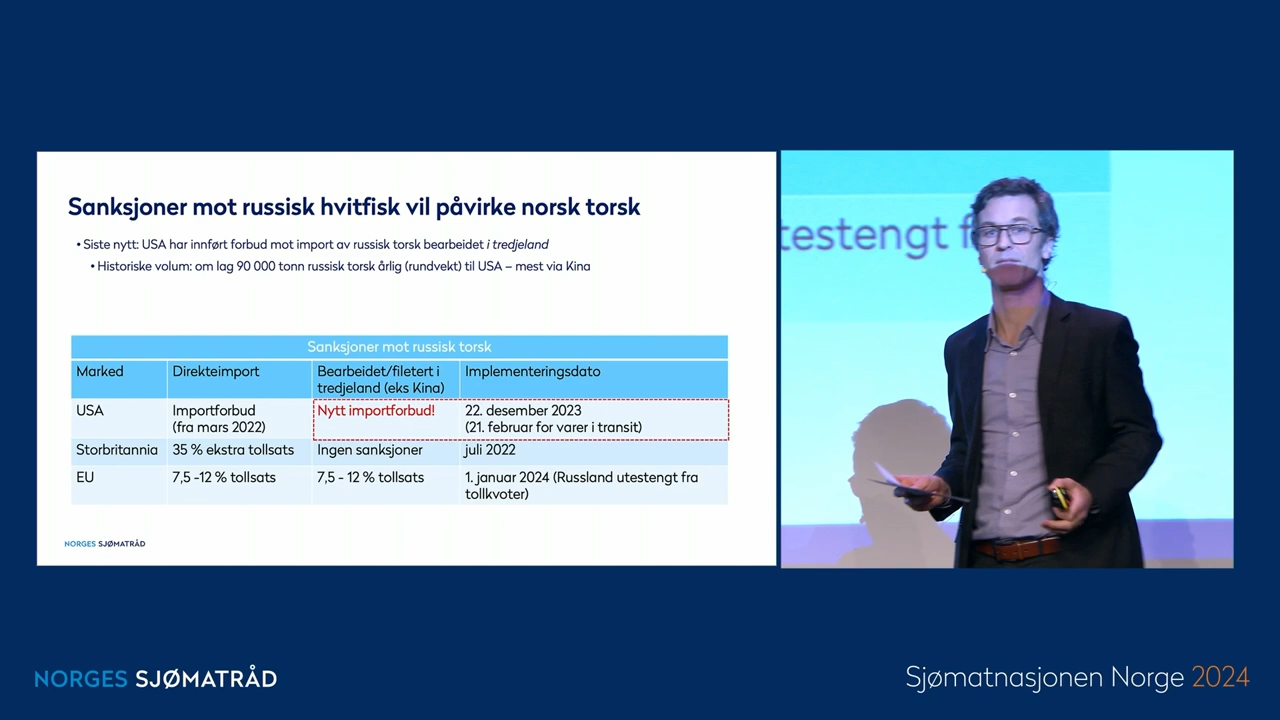 Sanksjoner mot russisk hvitfisk vil påvirke norsk torsk
• Siste nytt: USA har innført forbud mot import av russisk torsk bearbeidet i tredjeland
• Historiske volum: om lag 90 000 tonn russisk torsk årlig (rundvekt) til USA – mest via Kina
Sanksjoner mot russisk torsk
Marked
Direkteimport
Bearbeidet/filetert i
tredjeland (eks Kina)
Implementeringsdato
USA
Importforbud
(fra mars 2022)
Nytt importforbud!
22. desember 2023
(21. februar for varer i transit)
Storbritannia
35 % ekstra tollsats
Ingen sanksjoner
juli 2022
EU
7,5 -12 % tollsats
7,5 - 12 % tollsats
1. januar 2024 (Russland utestengt fra
tollkvoter)
NORGES SJØMATRÅD
testengt f
NORGES SJØMATRÅD
Sjømatnasjonen Norge 2024